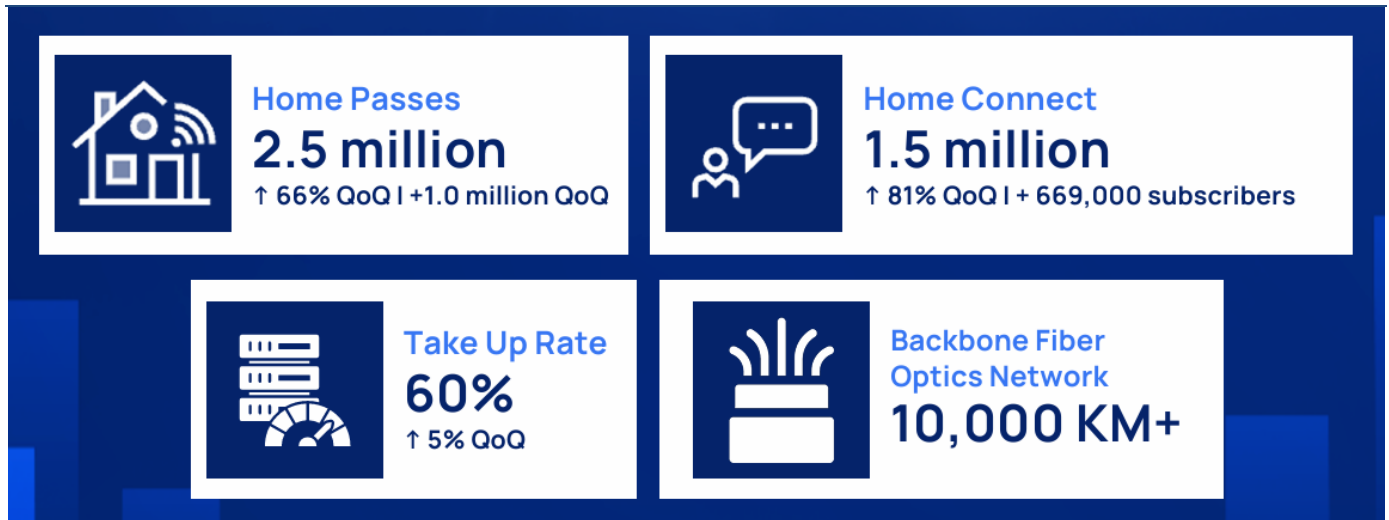 Home Passes
2.5 million
↑ 66% QoQ | +1.0 million QoQ
Home Connect
1.5 million
↑ 81% QoQ | + 669,000 subscribers
Take Up Rate
60%
↑ 5% QoQ
Backbone Fiber
Optics Network
10,000 KM+